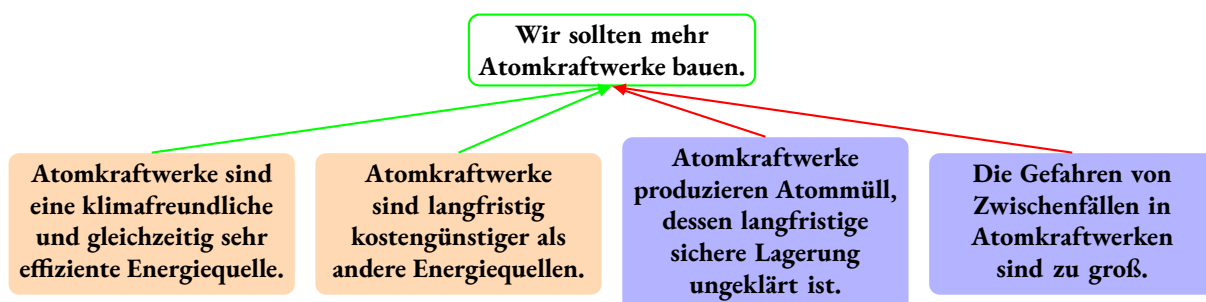 Wir sollten mehr
Atomkraftwerke bauen.
Atomkraftwerke sind
eine klimafreundliche
und gleichzeitig sehr
effiziente Energiequelle.
Atomkraftwerke
sind langfristig
kostengünstiger als
andere Energiequellen.
Atomkraftwerke
produzieren Atommüll,
dessen langfristige
sichere Lagerung
ungeklärt ist.
Die Gefahren von
Zwischenfällen in
Atomkraftwerken
sind zu groß.